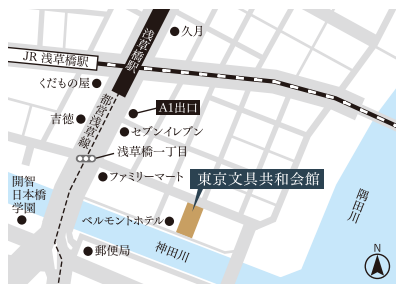 久月
JR 浅草橋駅
浅草橋駅
くだもの屋
都営浅草線
A1出口
吉徳
セブンイレブン
浅草橋一丁目
ファミリーマート
東京文具共和会館
開智
日本橋
学園
ベルモントホテル
隅田川
郵便局
神田川
N